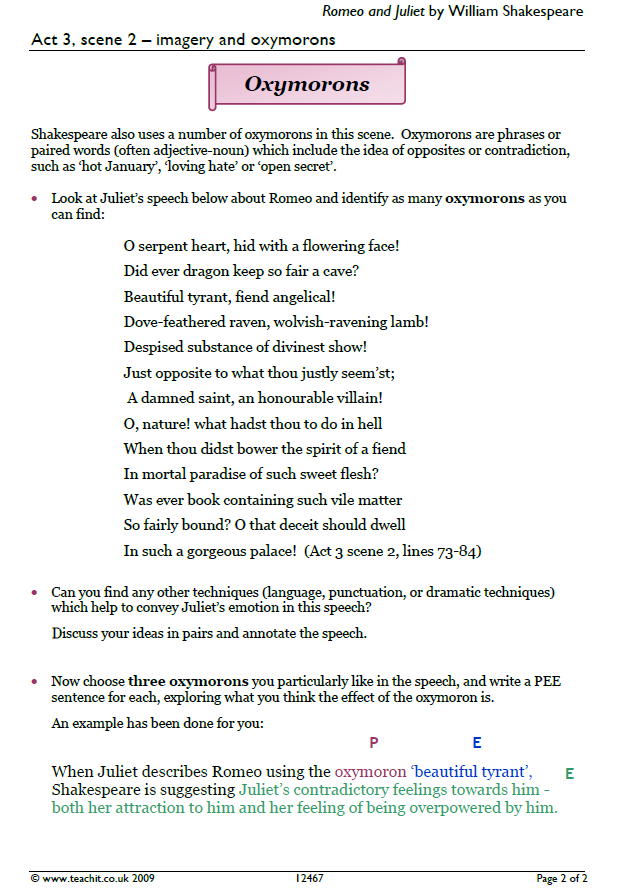 Romeo and Juliet by William Shakespeare
Act 3, scene 2 – imagery and oxymorons
Oxymorons
Shakespeare also uses a number of oxymorons in this scene.  Oxymorons are phrases or
paired words (often adjective-noun) which include the idea of opposites or contradiction,
such as ‘hot January’, ‘loving hate’ or ‘open secret’.
• Look at Juliet’s speech below about Romeo and identify as many oxymorons as you
can find:
O serpent heart, hid with a flowering face!
Did ever dragon keep so fair a cave?
Beautiful tyrant, fiend angelical!
Dove-feathered raven, wolvish-ravening lamb!
Despised substance of divinest show!
Just opposite to what thou justly seem’st;
A damned saint, an honourable villain!
O, nature! what hadst thou to do in hell
When thou didst bower the spirit of a fiend
In mortal paradise of such sweet flesh?
Was ever book containing such vile matter
So fairly bound? O that deceit should dwell
In such a gorgeous palace!  (Act 3 scene 2, lines 73-84)
• Can you find any other techniques (language, punctuation, or dramatic techniques)
which help to convey Juliet’s emotion in this speech?
Discuss your ideas in pairs and annotate the speech.
• Now choose three oxymorons you particularly like in the speech, and write a PEE
sentence for each, exploring what you think the effect of the oxymoron is.
An example has been done for you:
P E
When Juliet describes Romeo using the oxymoron ‘beautiful tyrant’, E
Shakespeare is suggesting Juliet’s contradictory feelings towards him -
both her attraction to him and her feeling of being overpowered by him.
© www.teachit.co.uk 2009 12467 Page 2 of 2